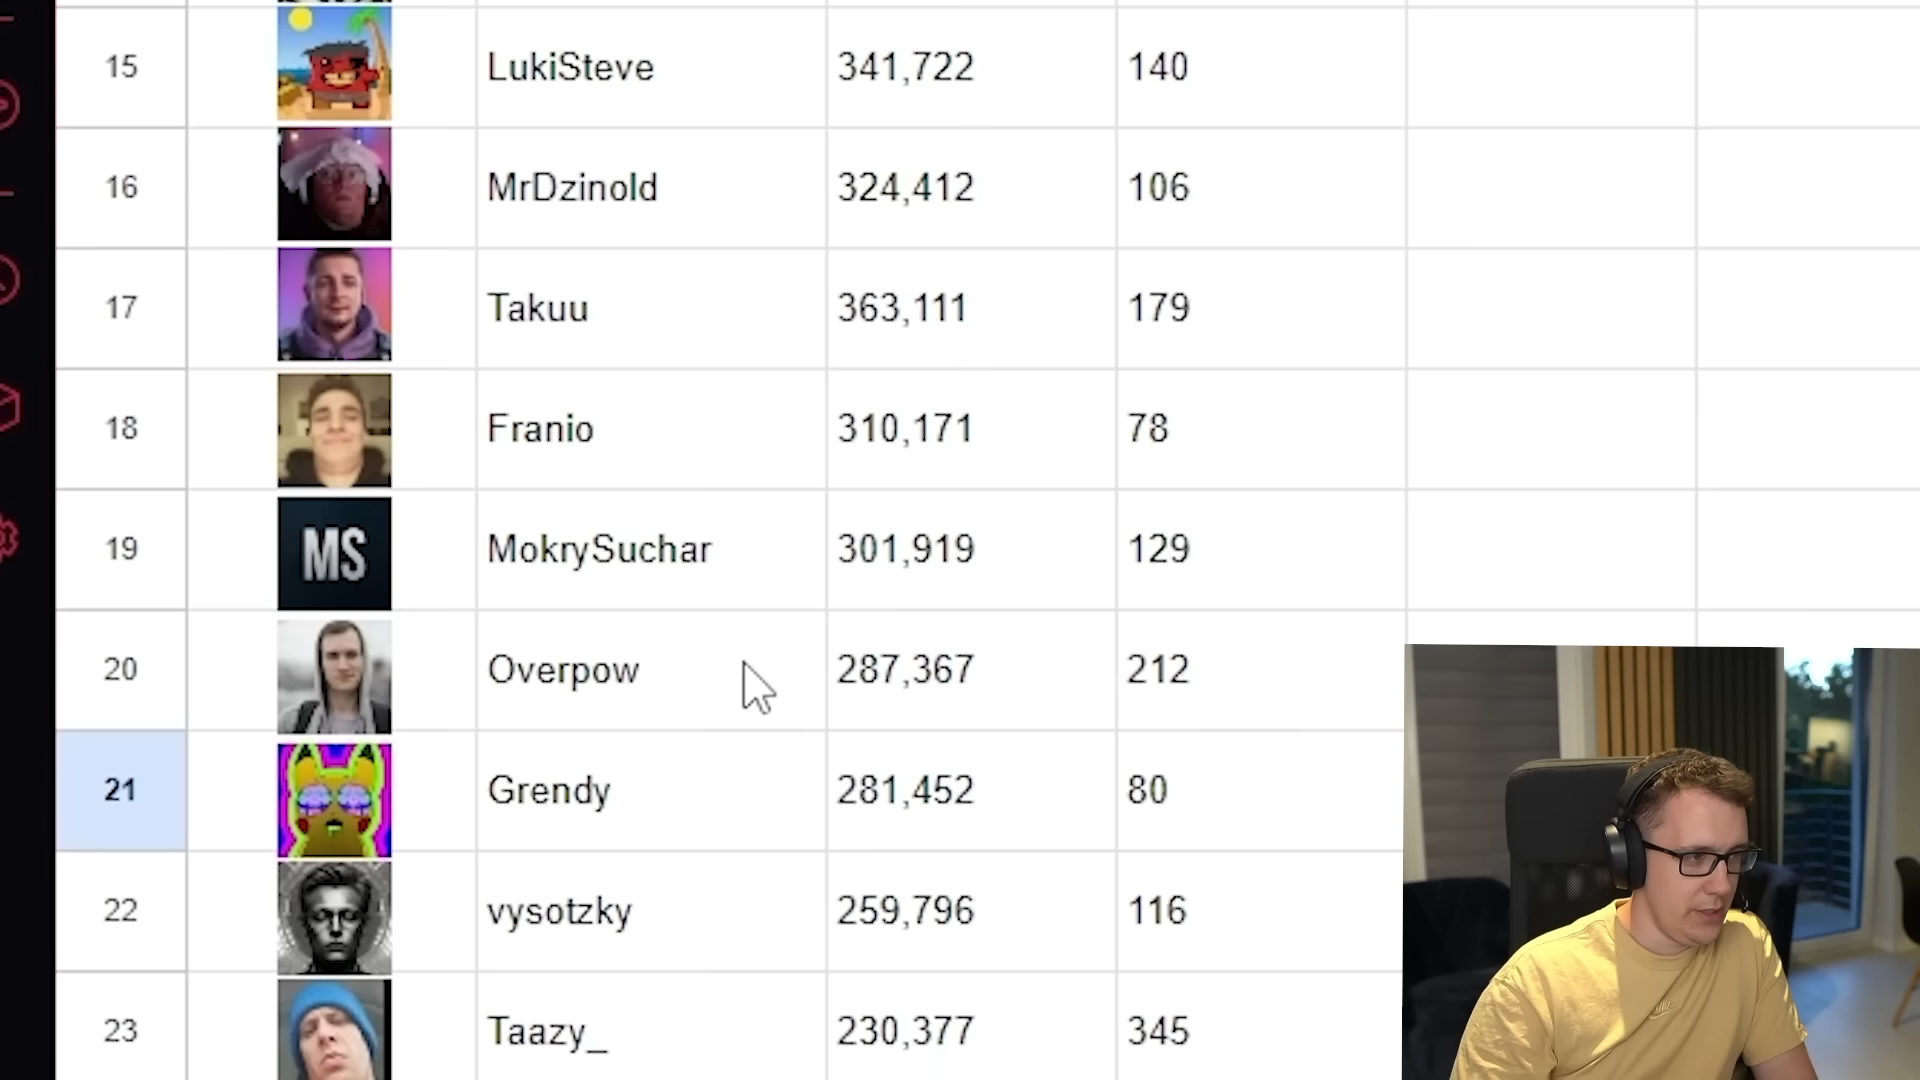 15 LukiSteve 341,722 140
16 MrDzinold 324,412 106
17 Takuu 363,111 179
18 Franio 310,171 78
19 MS MokrySuchar 301,919 129
20 Overpow 287,367 212
21 Grendy 281,452 80
22 vysotzky 259,796 116
23 Taazy_ 230,377 345